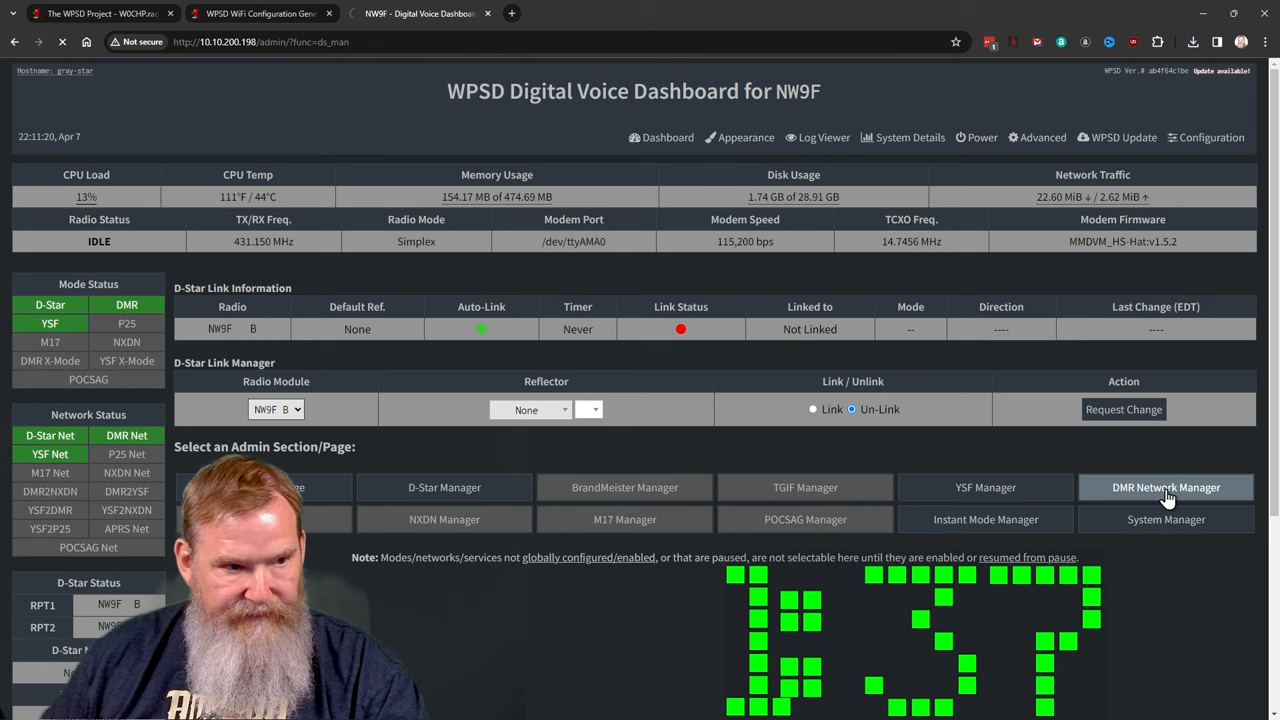 The WPSD Project - W0CHP.rad
WPSD WiFi Configuration Gene
NW9F - Digital Voice Dashboar
Not secure
http://10.10.200.198/admin/?func=ds_man
Hostname: gray-star
WPSD Ver.# ab4f64c1be Update available!
WPSD Digital Voice Dashboard for NW9F
22:11:20, Apr 7
Dashboard
Appearance
Log Viewer
System Details
Power
Advanced
WPSD Update
Configuration
CPU Load
CPU Temp
Memory Usage
Disk Usage
Network Traffic
13%
111°F / 44°C
154.17 MB of 474.69 MB
1.74 GB of 28.91 GB
22.60 MiB ↓ / 2.62 MiB ↑
Radio Status
TX/RX Freq.
Radio Mode
Modem Port
Modem Speed
TCXO Freq.
Modem Firmware
IDLE
431.150 MHz
Simplex
/dev/ttyAMA0
115,200 bps
14.7456 MHz
MMDVM_HS-Hat:v1.5.2
Mode Status
D-Star
DMR
YSF
P25
M17
NXDN
DMR X-Mode
YSF X-Mode
POCSAG
Network Status
D-Star Net
DMR Net
YSF Net
P25 Net
M17 Net
NXDN Net
DMR2NXDN
DMR2YSF
YSF2DMR
YSF2NXDN
YSF2P25
APRS Net
POCSAG Net
D-Star Status
RPT1
NW9F B
RPT2
D-Star Link Information
Radio
Default Ref.
Auto-Link
Timer
Link Status
Linked to
Mode
Direction
Last Change (EDT)
NW9F B
None
Never
Not Linked
--
----
----
D-Star Link Manager
Radio Module
Reflector
Link / Unlink
Action
NW9F B
None
Link
Un-Link
Request Change
Select an Admin Section/Page:
D-Star Manager
BrandMeister Manager
TGIF Manager
YSF Manager
DMR Network Manager
NXDN Manager
M17 Manager
POCSAG Manager
Instant Mode Manager
System Manager
Note: Modes/networks/services not globally configured/enabled, or that are paused, are not selectable here until they are enabled or resumed from pause.
1:37